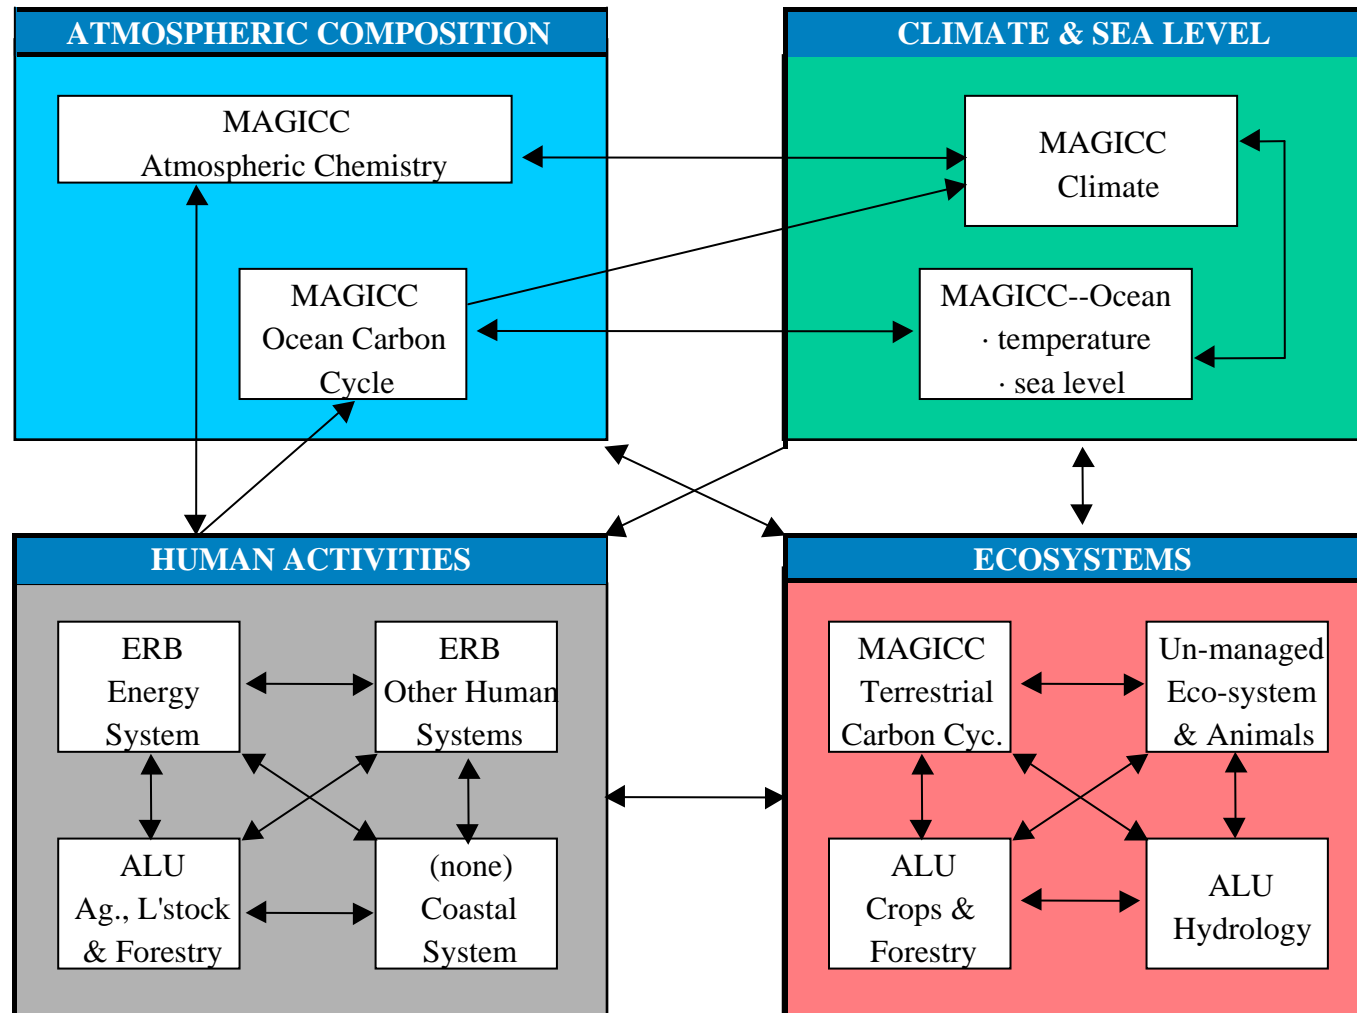 ATMOSPHERIC COMPOSITION
MAGICC
Atmospheric Chemistry
MAGICC
Ocean Carbon
Cycle
CLIMATE & SEA LEVEL
MAGICC
Climate
MAGICC--Ocean
· temperature
· sea level
HUMAN ACTIVITIES
ERB
Energy
System
ERB
Other Human
Systems
ALU
Ag., L'stock
& Forestry
(none)
Coastal
System
ECOSYSTEMS
MAGICC
Terrestrial
Carbon Cyc.
Un-managed
Eco-system
& Animals
ALU
Crops &
Forestry
ALU
Hydrology